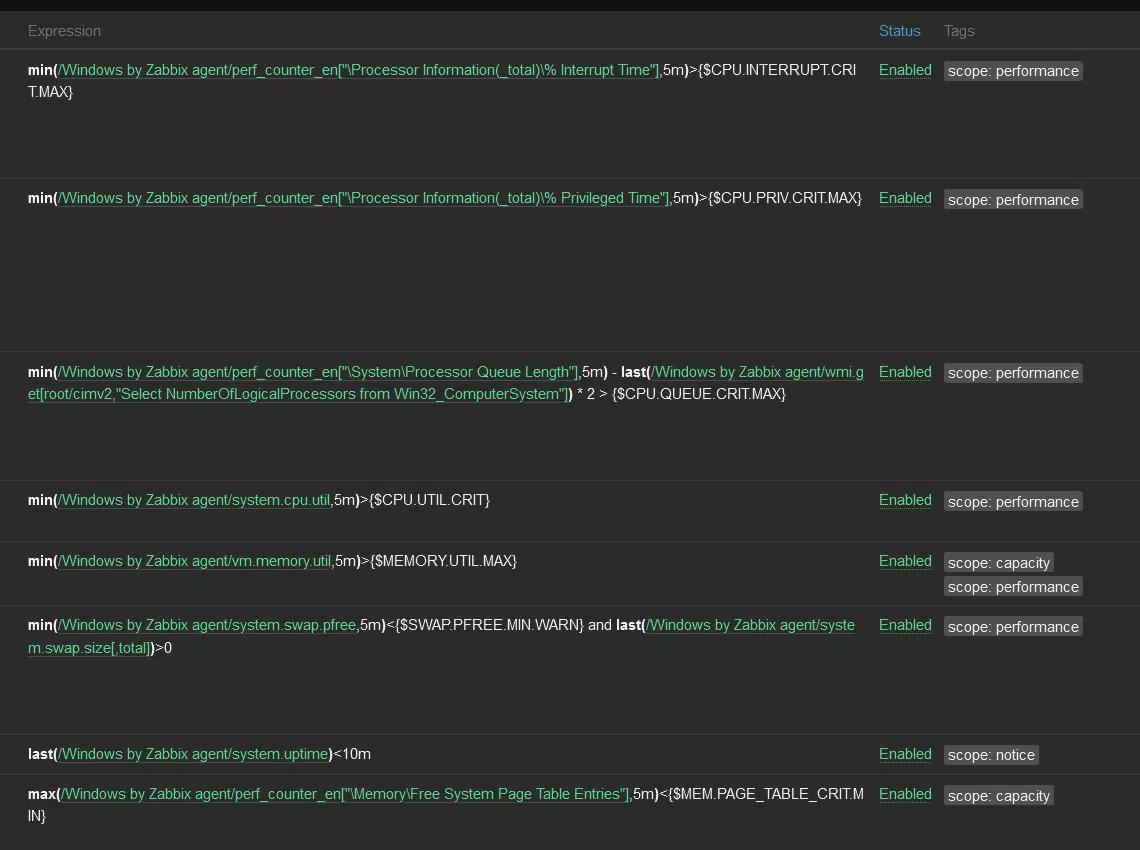 Expression Status Tags
min(/Windows by Zabbix agent/perf_counter_en["\Processor Information(_total)\% Interrupt Time"],5m)>{$CPU.INTERRUPT.CRI Enabled scope: performance
T.MAX}
min(/Windows by Zabbix agent/perf_counter_en["\Processor Information(_total)\% Privileged Time"],5m)>{$CPU.PRIV.CRIT.MAX} Enabled scope: performance
min(/Windows by Zabbix agent/perf_counter_en["\System\Processor Queue Length"],5m) - last(/Windows by Zabbix agent/wmi.g Enabled scope: performance
et[root/cimv2,"Select NumberOfLogicalProcessors from Win32_ComputerSystem"]) * 2 > {$CPU.QUEUE.CRIT.MAX}
min(/Windows by Zabbix agent/system.cpu.util,5m)>{$CPU.UTIL.CRIT} Enabled scope: performance
min(/Windows by Zabbix agent/vm.memory.util,5m)>{$MEMORY.UTIL.MAX} Enabled scope: capacity
scope: performance
min(/Windows by Zabbix agent/system.swap.pfree,5m)<{$SWAP.PFREE.MIN.WARN} and last(/Windows by Zabbix agent/syste Enabled scope: performance
m.swap.size[,total])>0
last(/Windows by Zabbix agent/system.uptime)<10m Enabled scope: notice
max(/Windows by Zabbix agent/perf_counter_en["\Memory\Free System Page Table Entries"],5m)<{$MEM.PAGE_TABLE_CRIT.M Enabled scope: capacity
IN}